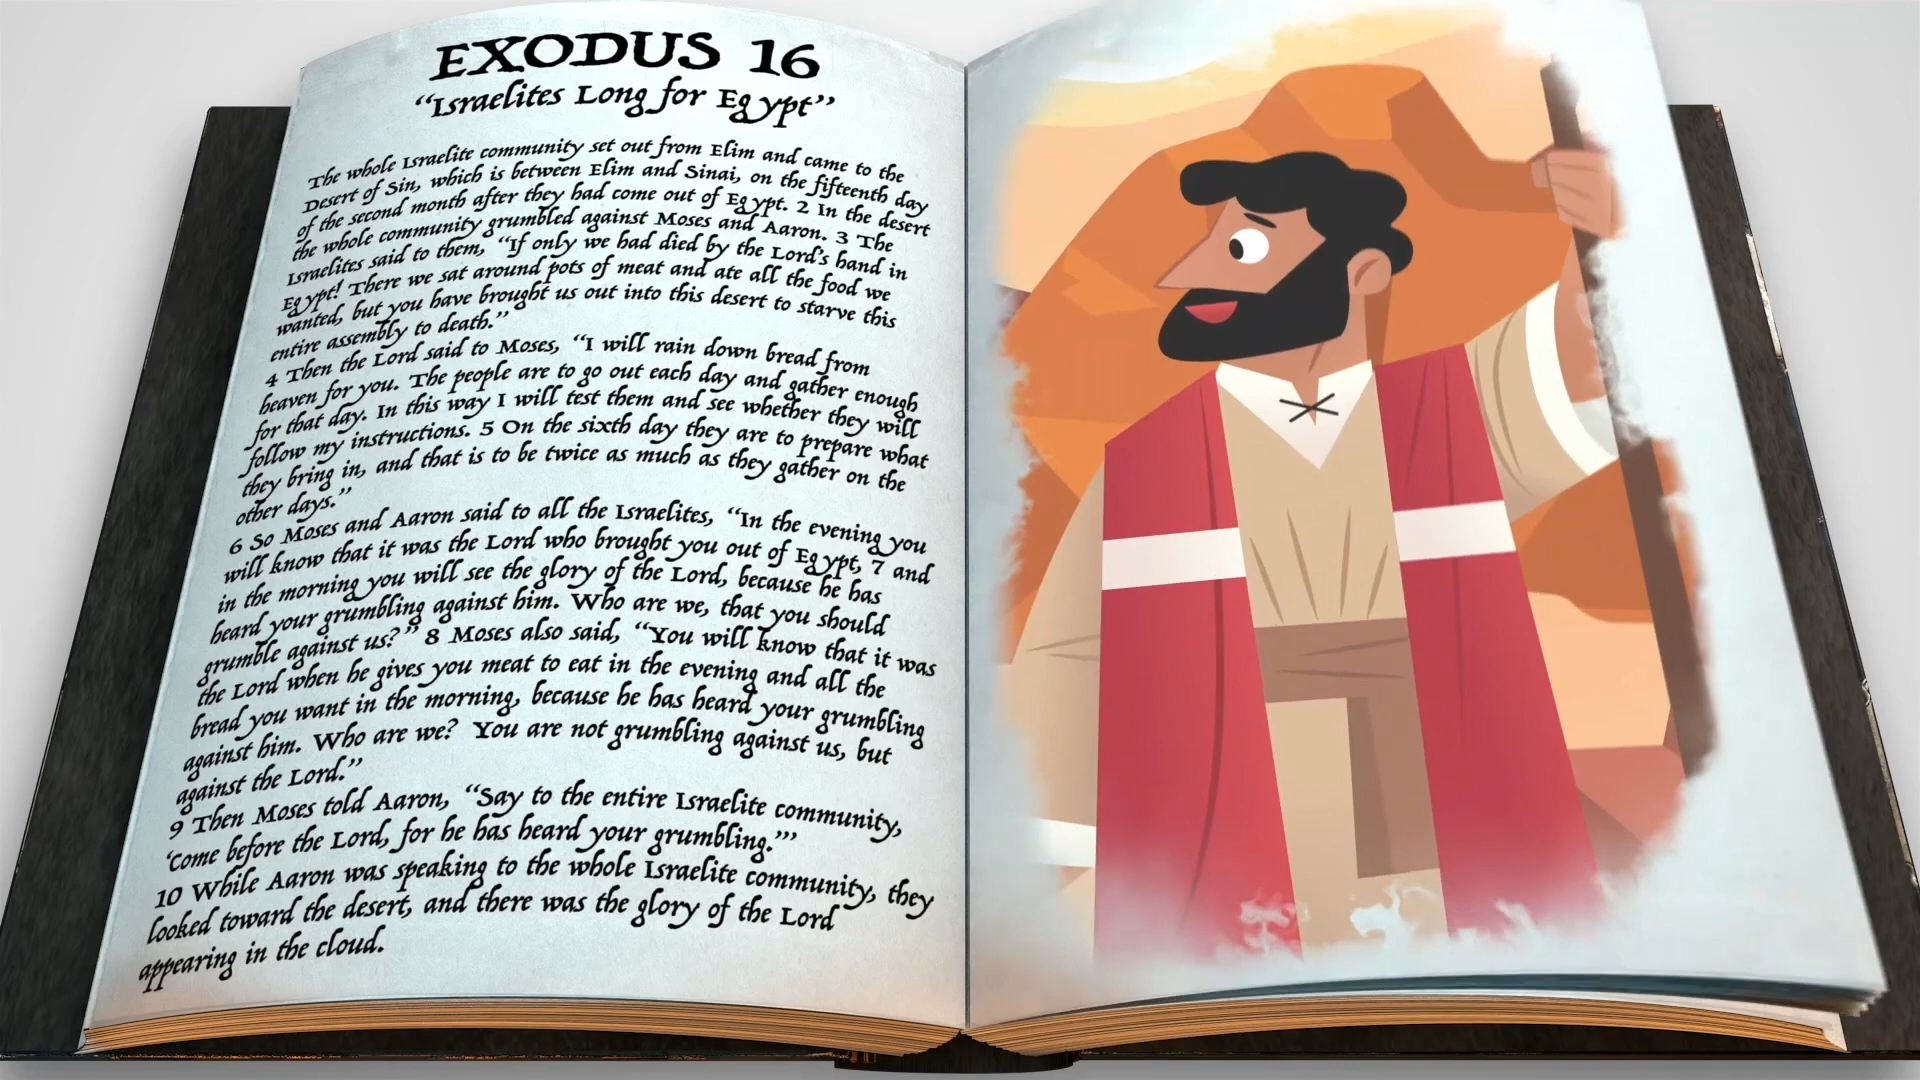 EXODUS 16
“Israelites Long for Egypt”
The whole Israelite community set out from Elim and came to the
Desert of Sin, which is between Elim and Sinai, on the fifteenth day
of the second month after they had come out of Egypt. 2 In the desert
the whole community grumbled against Moses and Aaron. 3 The
Israelites said to them, “If only we had died by the Lord’s hand in
Egypt! There we sat around pots of meat and ate all the food we
wanted, but you have brought us out into this desert to starve this
entire assembly to death.”
4 Then the Lord said to Moses, “I will rain down bread from
heaven for you. The people are to go out each day and gather enough
for that day. In this way I will test them and see whether they will
follow my instructions. 5 On the sixth day they are to prepare what
they bring in, and that is to be twice as much as they gather on the
other days.”
6 So Moses and Aaron said to all the Israelites, “In the evening you
will know that it was the Lord who brought you out of Egypt, 7 and
in the morning you will see the glory of the Lord, because he has
heard your grumbling against him. Who are we, that you should
grumble against us?” 8 Moses also said, “You will know that it was
the Lord when he gives you meat to eat in the evening and all the
bread you want in the morning, because he has heard your grumbling
against him. Who are we? You are not grumbling against us, but
against the Lord.”
9 Then Moses told Aaron, “Say to the entire Israelite community,
‘Come before the Lord, for he has heard your grumbling.’”
10 While Aaron was speaking to the whole Israelite community, they
looked toward the desert, and there was the glory of the Lord
appearing in the cloud.